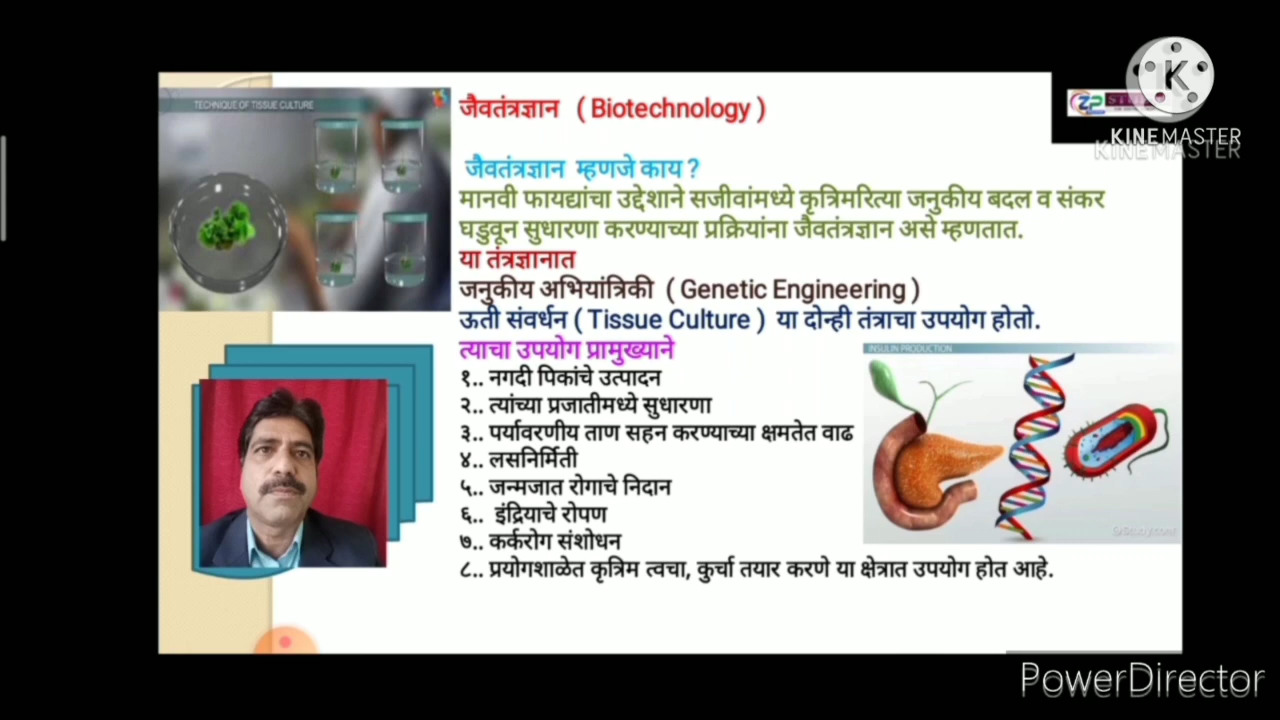 TECHNIQUE OF TISSUE CULTURE
जैवतंत्रज्ञान ( Biotechnology )
KINEMASTER
KINEMASTER
जैवतंत्रज्ञान म्हणजे काय ?
मानवी फायद्यांचा उद्देशाने सजीवांमध्ये कृत्रिमरित्या जनुकीय बदल व संकर
घडुवून सुधारणा करण्याच्या प्रक्रियांना जैवतंत्रज्ञान असे म्हणतात.
या तंत्रज्ञानात
जनुकीय अभियांत्रिकी ( Genetic Engineering )
ऊती संवर्धन ( Tissue Culture ) या दोन्ही तंत्राचा उपयोग होतो.
त्याचा उपयोग प्रामुख्याने
INSULIN PRODUCTION
१.. नगदी पिकांचे उत्पादन
२.. त्यांच्या प्रजातीमध्ये सुधारणा
३.. पर्यावरणीय ताण सहन करण्याच्या क्षमतेत वाढ
४.. लसनिर्मिती
५.. जन्मजात रोगाचे निदान
६.. इंद्रियाचे रोपण
७.. कर्करोग संशोधन
८.. प्रयोगशाळेत कृत्रिम त्वचा, कुर्चा तयार करणे या क्षेत्रात उपयोग होत आहे.
PowerDirector